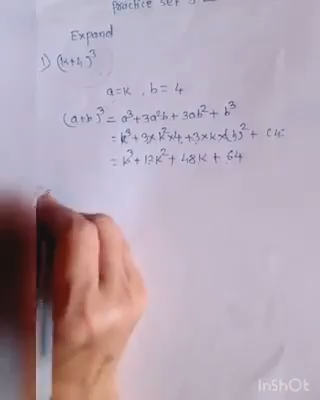 Practice set
Expand
1) (k+4)³
a=k , b=4
(a+b)³ = a³+3a²b+3ab²+b³
= k³+3×k²×4+3×k×(4)²+ 64
= k³+12k²+48k+64
InShOt